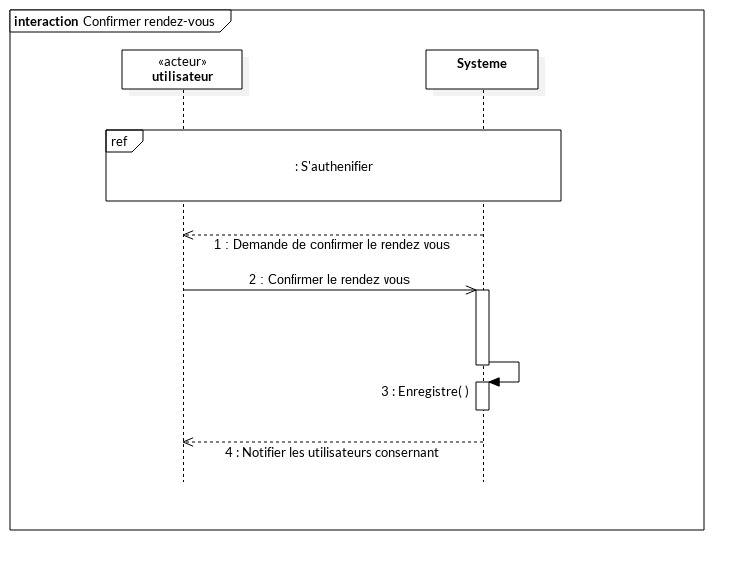 interaction Confirmer rendez-vous
«acteur»
utilisateur
Systeme
ref
: S'authenifier
1 : Demande de confirmer le rendez vous
2 : Confirmer le rendez vous
3 : Enregistre( )
4 : Notifier les utilisateurs consernant